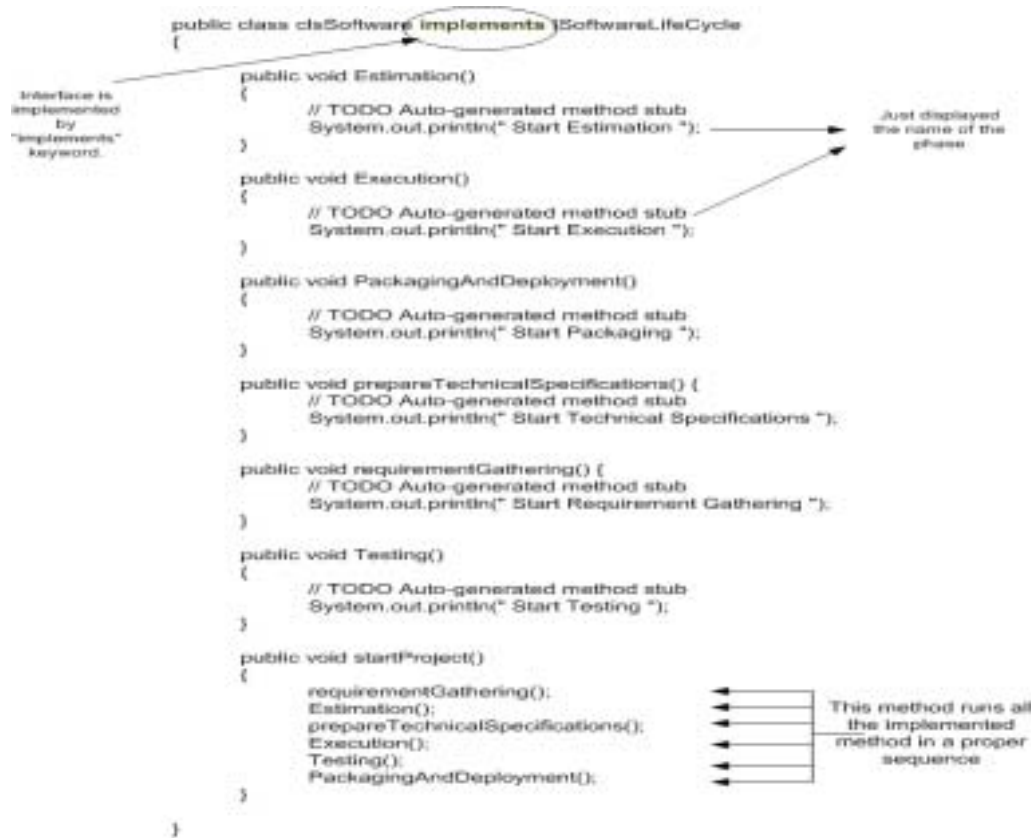 public class clsSoftware implements ISoftwareLifeCycle
{
Interface is
implemented
by
"implements"
keyword.
public void Estimation()
{
// TODO Auto-generated method stub
System.out.println(" Start Estimation ");
}
Just displayed
the name of the
phase
public void Execution()
{
// TODO Auto-generated method stub
System.out.println(" Start Execution ");
}
public void PackagingAndDeployment()
{
// TODO Auto-generated method stub
System.out.println(" Start Packaging ");
}
public void prepareTechnicalSpecifications() {
// TODO Auto-generated method stub
System.out.println(" Start Technical Specifications ");
}
public void requirementGathering() {
// TODO Auto-generated method stub
System.out.println(" Start Requirement Gathering ");
}
public void Testing()
{
// TODO Auto-generated method stub
System.out.println(" Start Testing ");
}
public void startProject()
{
requirementGathering();
Estimation();
prepareTechnicalSpecifications();
Execution();
Testing();
PackagingAndDeployment();
}
This method runs all
the implemented
method in a proper
sequence
}